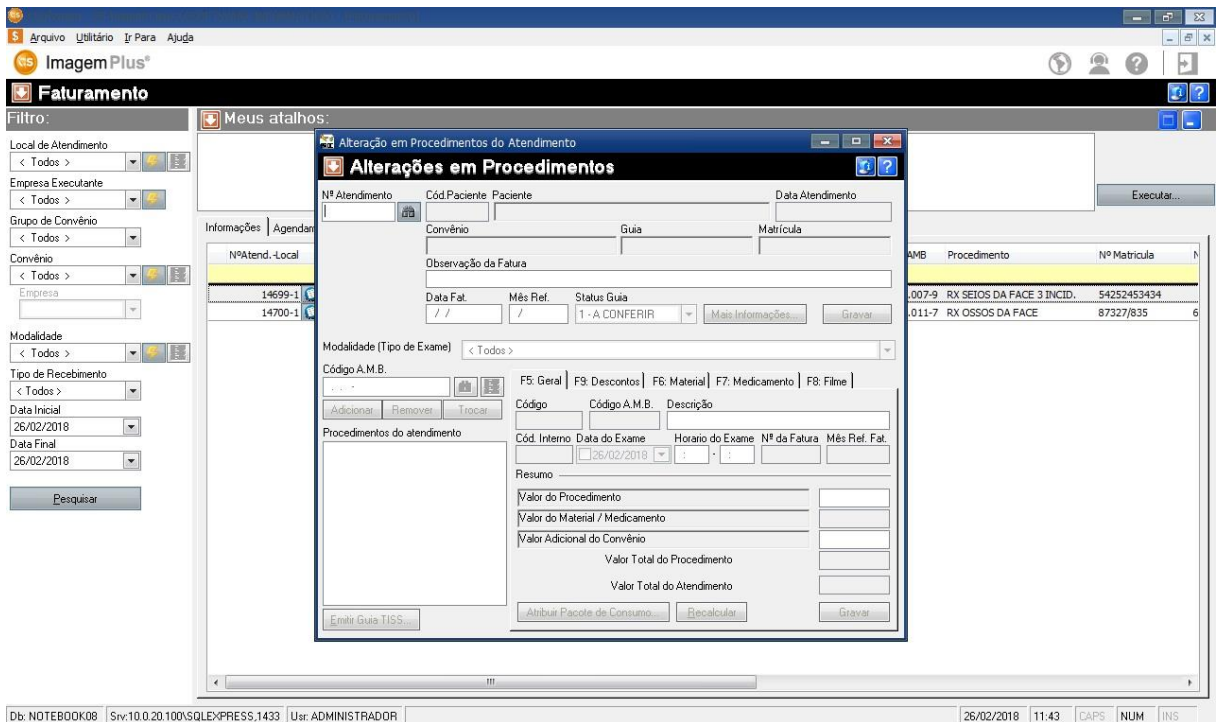 Arquivo Utilitário Ir Para Ajuda
cis ImagemPlus®
Faturamento
Filtro:
Meus atalhos:
Local de Atendimento
< Todos >
Empresa Executante
< Todos >
Grupo de Convênio
< Todos >
Convênio
< Todos >
Empresa
Modalidade
< Todos >
Tipo de Recebimento
< Todos >
Data Inicial
26/02/2018
Data Final
26/02/2018
Pesquisar
Executar...
Informações Agendam
NºAtend.-Local AMB Procedimento Nº Matricula N
14699-1 .007-9 RX SEIOS DA FACE 3 INCID. 54252453434
14700-1 .011-7 RX OSSOS DA FACE 87327/835 6
Alteração em Procedimentos do Atendimento
Alterações em Procedimentos
Nº Atendimento Cód.Paciente Paciente Data Atendimento
Convênio Guia Matrícula
Observação da Fatura
Data Fat. Mês Ref. Status Guia
/ / / 1 - A CONFERIR Mais Informações... Gravar
Modalidade (Tipo de Exame) < Todos >
Código A.M.B.
. . . -
Adicionar Remover Trocar
Procedimentos do atendimento
Emitir Guia TISS...
F5: Geral F9: Descontos F6: Material F7: Medicamento F8: Filme
Código Código A.M.B. Descrição
Cód. Interno Data do Exame Horario do Exame Nº da Fatura Mês Ref. Fat.
26/02/2018 : - :
Resumo
Valor do Procedimento
Valor do Material / Medicamento
Valor Adicional do Convênio
Valor Total do Procedimento
Valor Total do Atendimento
Atribuir Pacote de Consumo... Recalcular Gravar
Db: NOTEBOOK08 Srv:10.0.20.100\SQLEXPRESS,1433 Usr: ADMINISTRADOR 26/02/2018 11:43 CAPS NUM INS